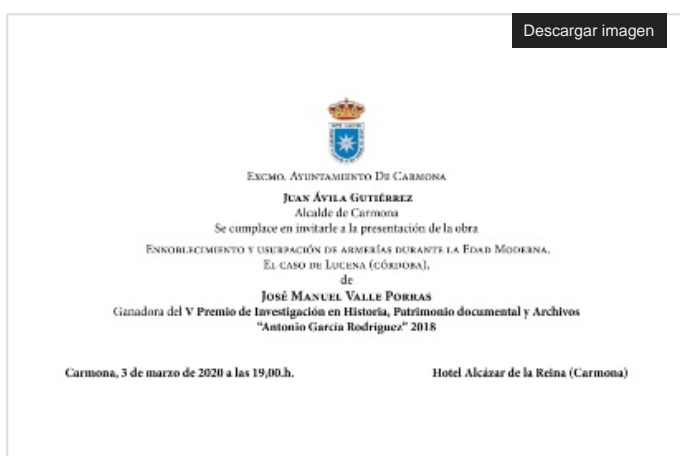 Descargar imagen
Excmo. Ayuntamiento De Carmona
Juan Ávila Gutiérrez
Alcalde de Carmona
Se complace en invitarle a la presentación de la obra
Ennoblecimiento y usurpación de armerías durante la Edad Moderna.
El caso de Lucena (córdoba),
de
José Manuel Valle Porras
Ganadora del V Premio de Investigación en Historia, Patrimonio documental y Archivos
“Antonio García Rodríguez” 2018
Carmona, 3 de marzo de 2020 a las 19,00.h.
Hotel Alcázar de la Reina (Carmona)